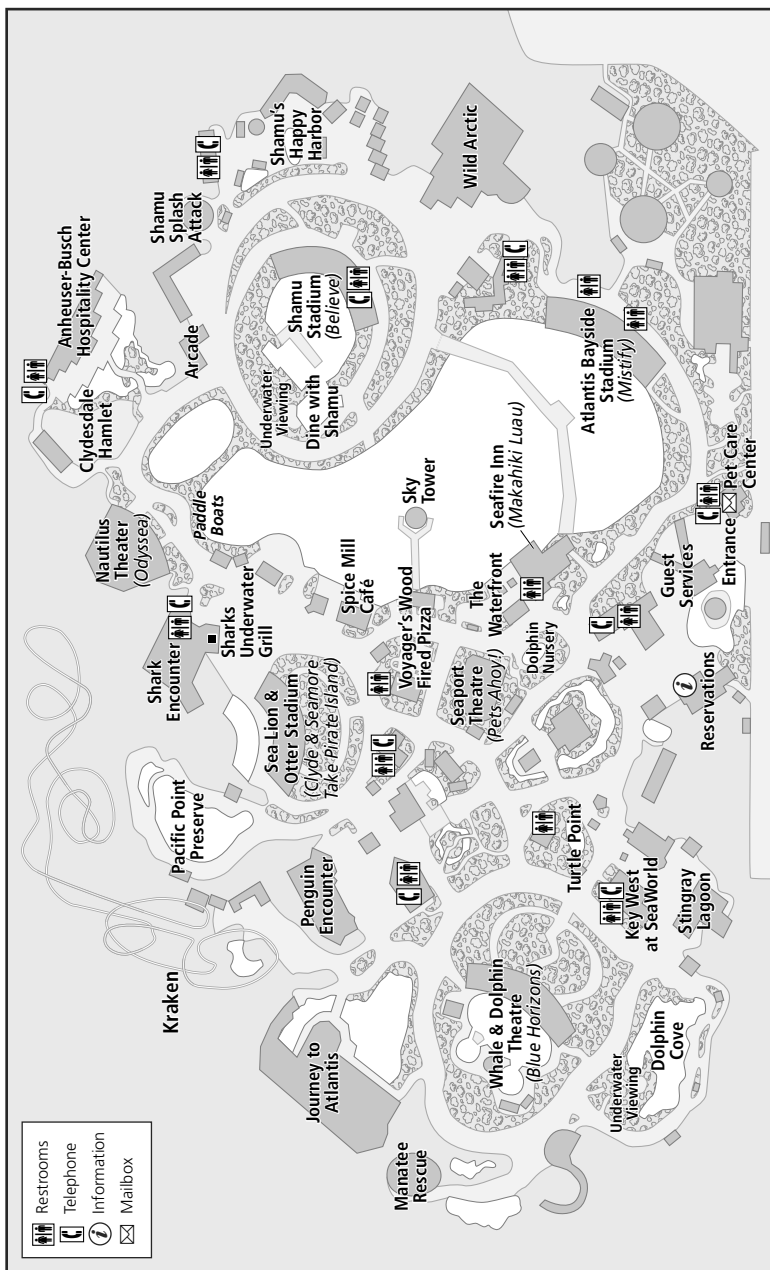 Restrooms
Telephone
Information
Mailbox
Kraken
Journey to
Atlantis
Manatee
Rescue
Pacific Point
Preserve
Penguin
Encounter
Whale & Dolphin
Theatre
(Blue Horizons)
Underwater
Viewing
Dolphin
Cove
Shark
Encounter
Sharks
Underwater
Grill
Sea-Lion &
Otter Stadium
(Clyde & Seamore
Take Pirate Island)
Turtle Point
Key West
at SeaWorld
Stingray
Lagoon
Nautilus
Theater
(Odyssea)
Clydesdale
Hamlet
Anheuser-Busch
Hospitality Center
Paddle
Boats
Spice Mill
Café
Voyager's Wood
Fired Pizza
Seaport
Theatre
(Pets Ahoy!)
Dolphin
Nursery
The
Waterfront
Seafire Inn
(Makahiki Luau)
Sky
Tower
Reservations
Guest
Services
Entrance
Pet Care
Center
Arcade
Shamu
Splash
Attack
Shamu's
Happy
Harbor
Shamu
Stadium
(Believe)
Underwater
Viewing
Dine with
Shamu
Wild Arctic
Atlantis Bayside
Stadium
(Mistify)